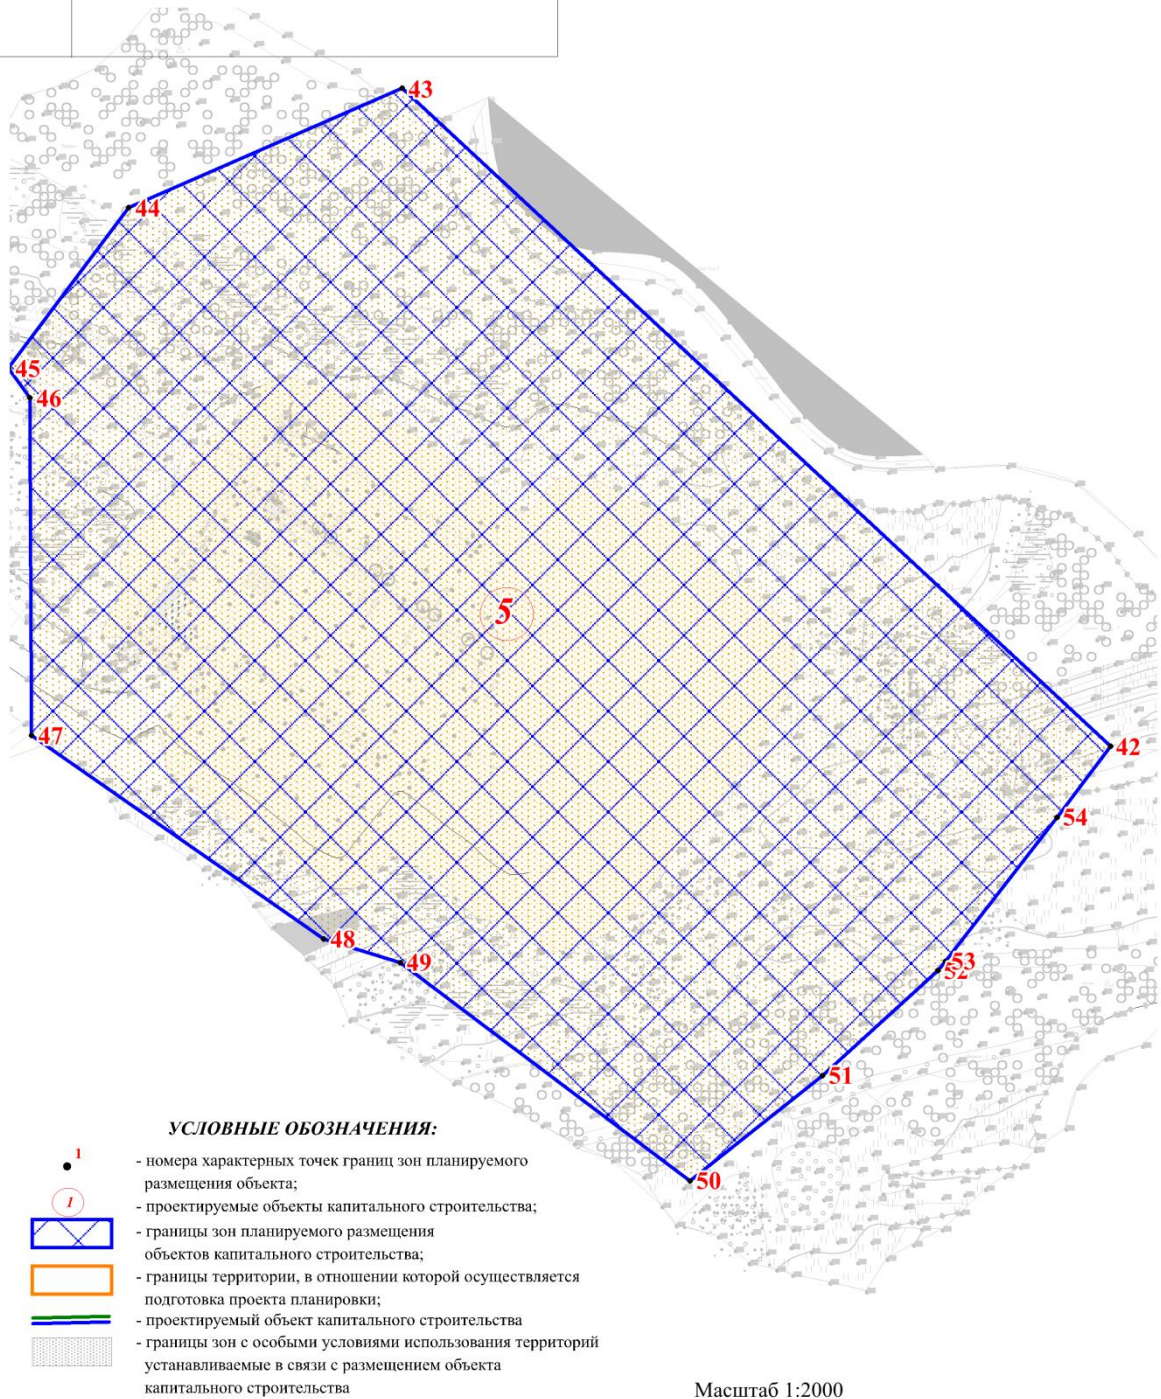 43
44
45
46
5
47
42
54
48
49
53
52
51
50
УСЛОВНЫЕ ОБОЗНАЧЕНИЯ:
1
- номера характерных точек границ зон планируемого
размещения объекта;
1
- проектируемые объекты капитального строительства;
- границы зон планируемого размещения
объектов капитального строительства;
- границы территории, в отношении которой осуществляется
подготовка проекта планировки;
- проектируемый объект капитального строительства
- границы зон с особыми условиями использования территорий
устанавливаемые в связи с размещением объекта
капитального строительства
Масштаб 1:2000